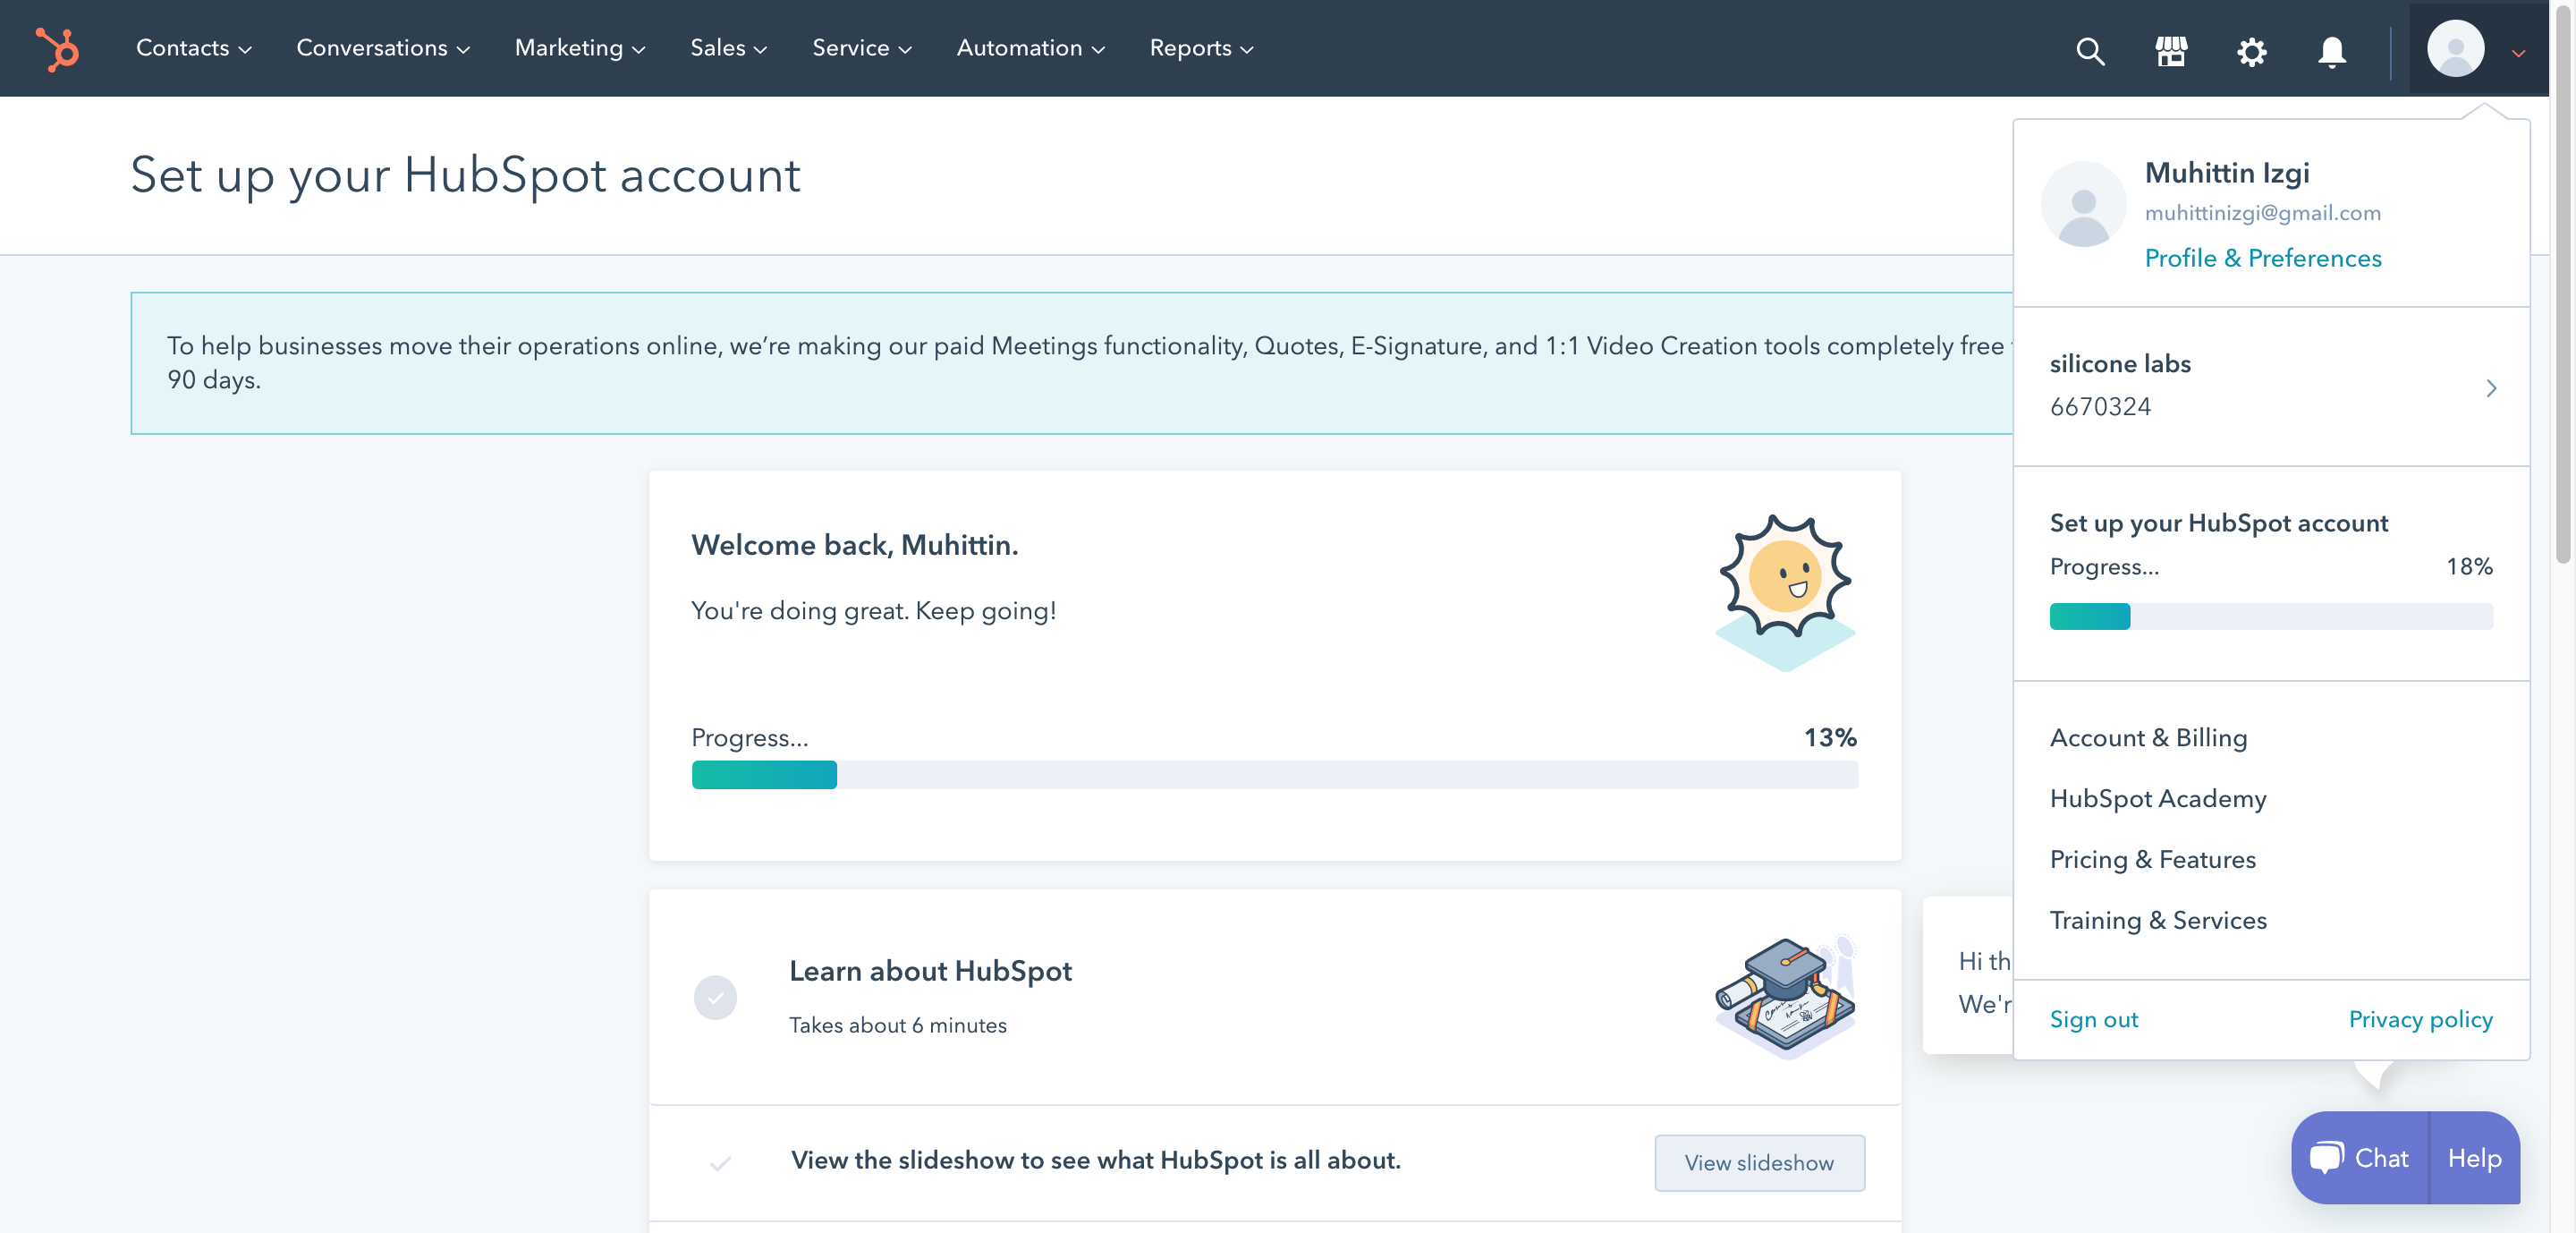 Contacts
Conversations
Marketing
Sales
Service
Automation
Reports
Set up your HubSpot account
To help businesses move their operations online, we’re making our paid Meetings functionality, Quotes, E-Signature, and 1:1 Video Creation tools completely free
90 days.
Welcome back, Muhittin.
You're doing great. Keep going!
Progress...
13%
Learn about HubSpot
Takes about 6 minutes
View the slideshow to see what HubSpot is all about.
View slideshow
Muhittin Izgi
muhittinizgi@gmail.com
Profile & Preferences
silicone labs
6670324
Set up your HubSpot account
Progress...
18%
Account & Billing
HubSpot Academy
Pricing & Features
Training & Services
Sign out
Privacy policy
Hi th
We'r
Chat
Help